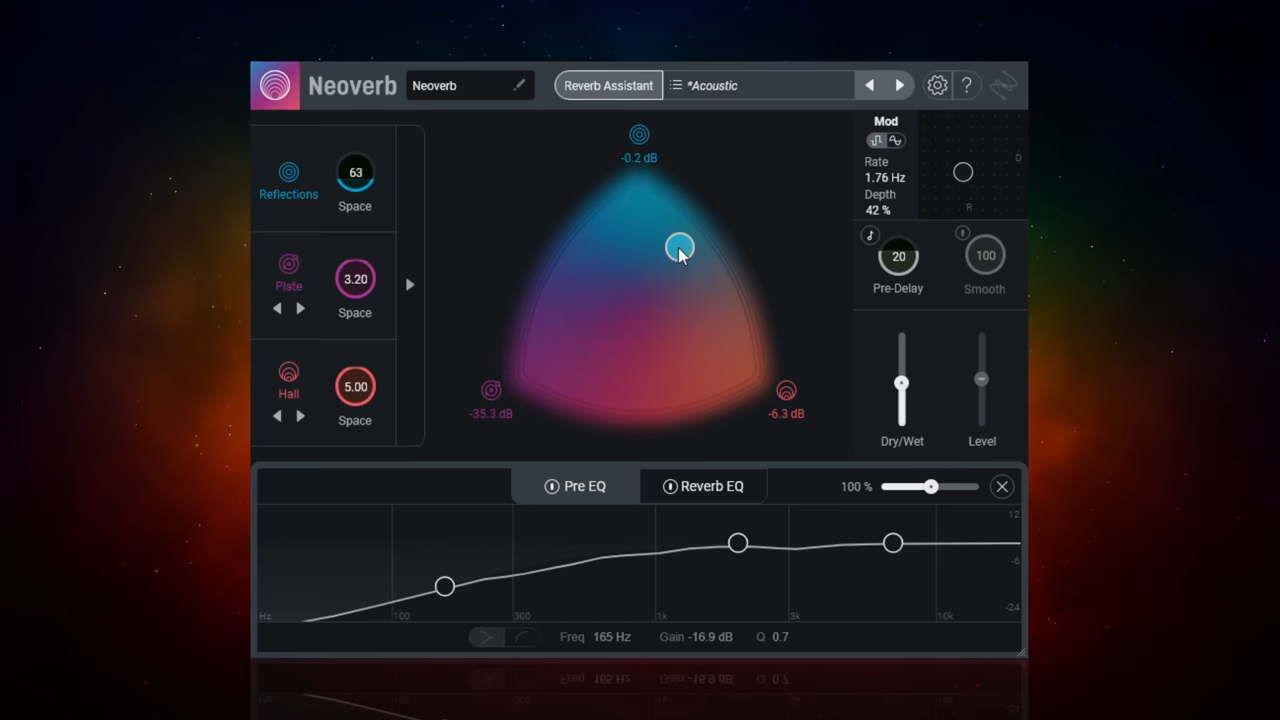 Neoverb
Neoverb
Reverb Assistant
*Acoustic
?
Reflections
63
Space
Plate
3.20
Space
Hall
5.00
Space
-0.2 dB
-35.3 dB
-6.3 dB
Mod
Rate
1.76 Hz
Depth
42 %
D
R
20
Pre-Delay
100
Smooth
Dry/Wet
Level
Pre EQ
Reverb EQ
100 %
12
-6
-24
Hz
100
300
1k
3k
10k
Freq 165 Hz Gain -16.9 dB Q 0.7